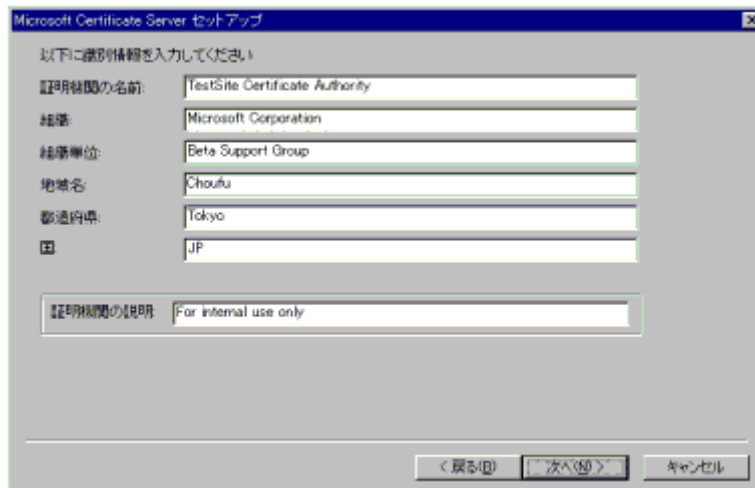 Microsoft Certificate Server セットアップ
以下に識別情報を入力してください
証明機関の名前: TestSite Certificate Authority
組織: Microsoft Corporation
組織単位: Beta Support Group
地域名: Choufu
都道府県: Tokyo
国: JP
証明機関の説明: For internal use only
< 戻る(B) 次へ(N) > キャンセル